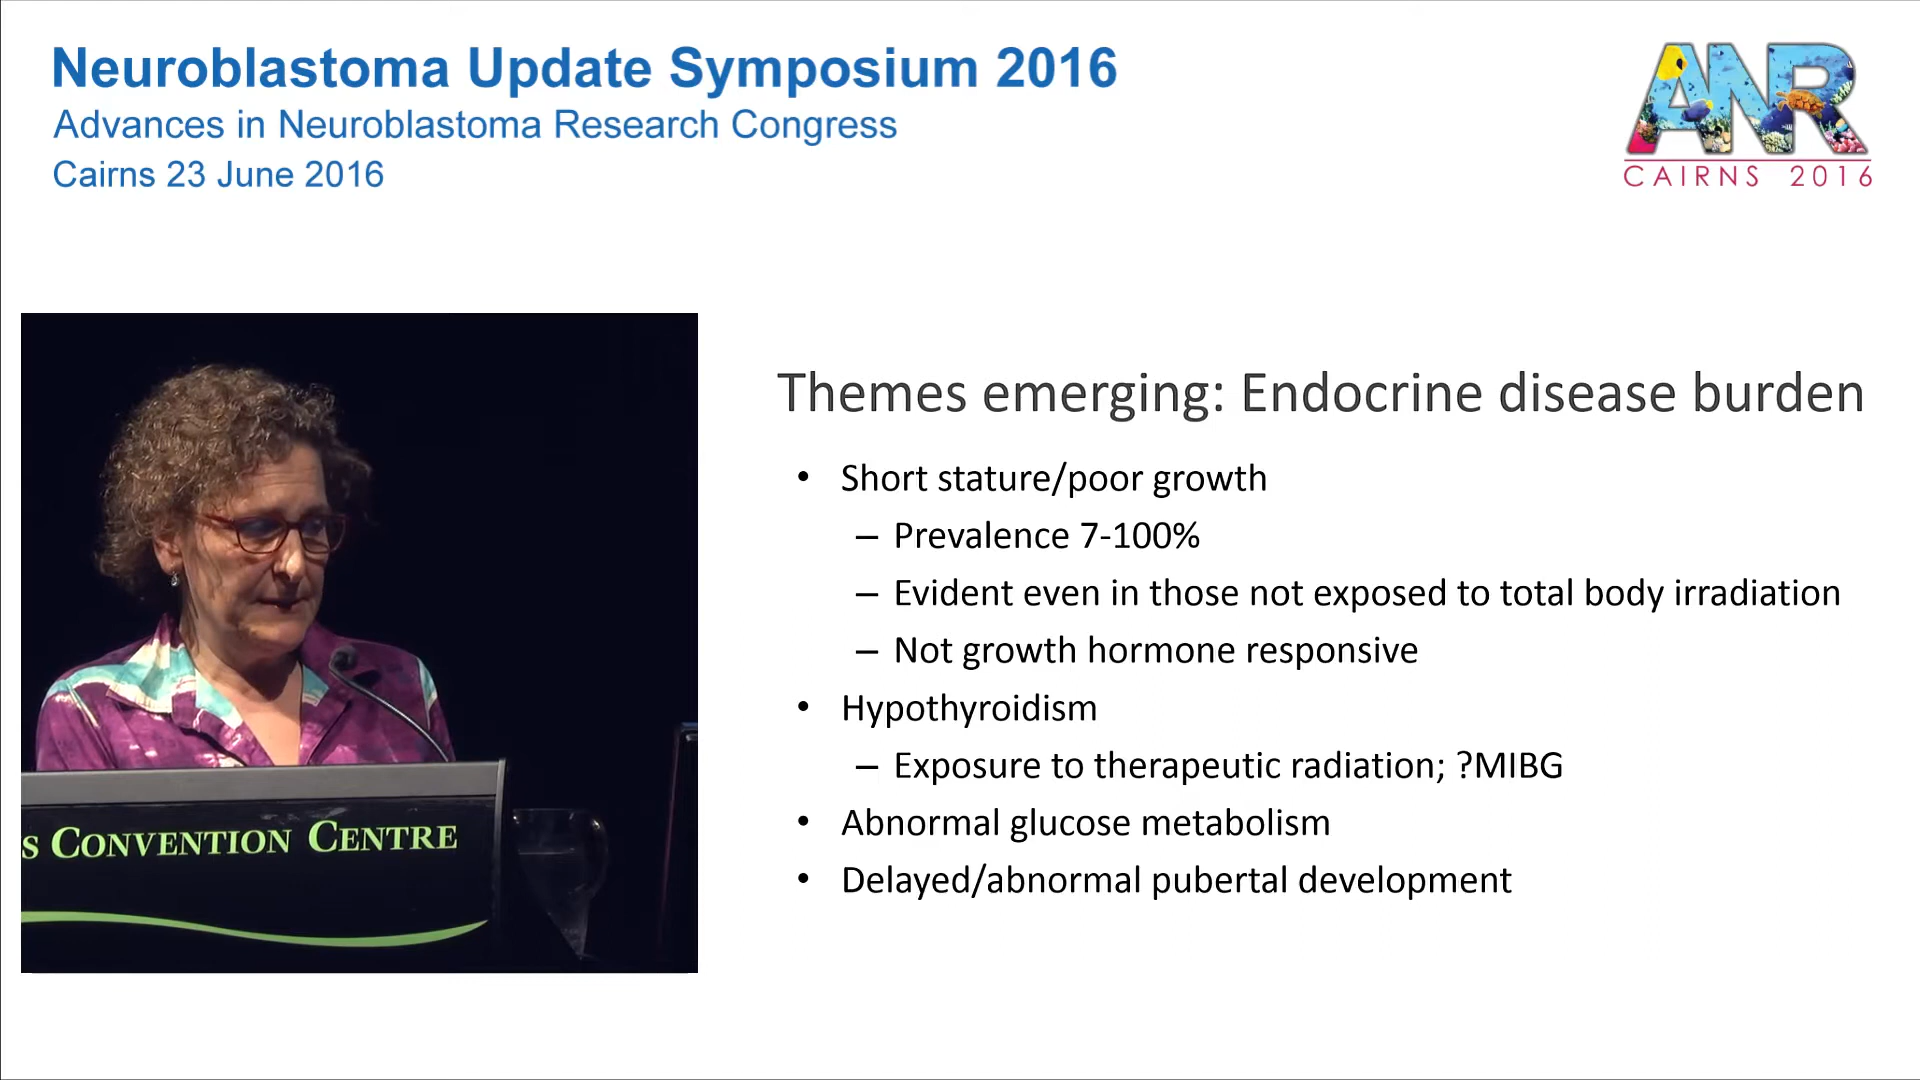 Neuroblastoma Update Symposium 2016
Advances in Neuroblastoma Research Congress
Cairns 23 June 2016
ANR
CAIRNS 2016
Themes emerging: Endocrine disease burden
• Short stature/poor growth
– Prevalence 7-100%
– Evident even in those not exposed to total body irradiation
– Not growth hormone responsive
• Hypothyroidism
– Exposure to therapeutic radiation; ?MIBG
• Abnormal glucose metabolism
• Delayed/abnormal pubertal development
S CONVENTION CENTRE